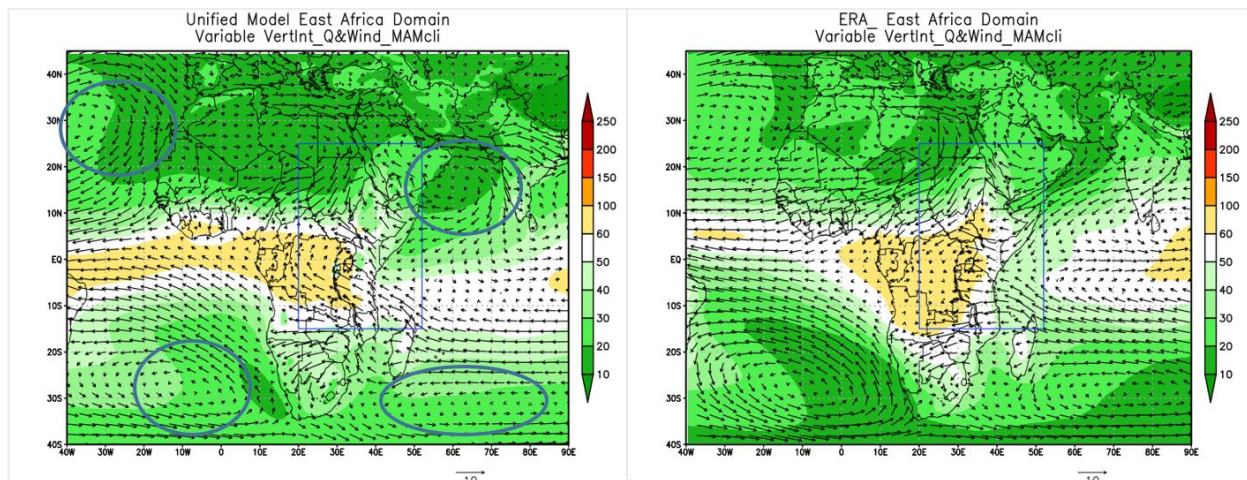 Unified Model East Africa Domain
Variable VertInt_Q&Wind_MAMcli
40N
30N
20N
10N
EQ
10S
20S
30S
40S
40W
30W
20W
10W
0
10E
20E
30E
40E
50E
60E
70E
80E
90E
250
200
150
100
60
50
40
30
20
10
10
ERA_ East Africa Domain
Variable VertInt_Q&Wind_MAMcli
40N
30N
20N
10N
EQ
10S
20S
30S
40S
40W
30W
20W
10W
0
10E
20E
30E
40E
50E
60E
70E
80E
90E
250
200
150
100
60
50
40
30
20
10
10